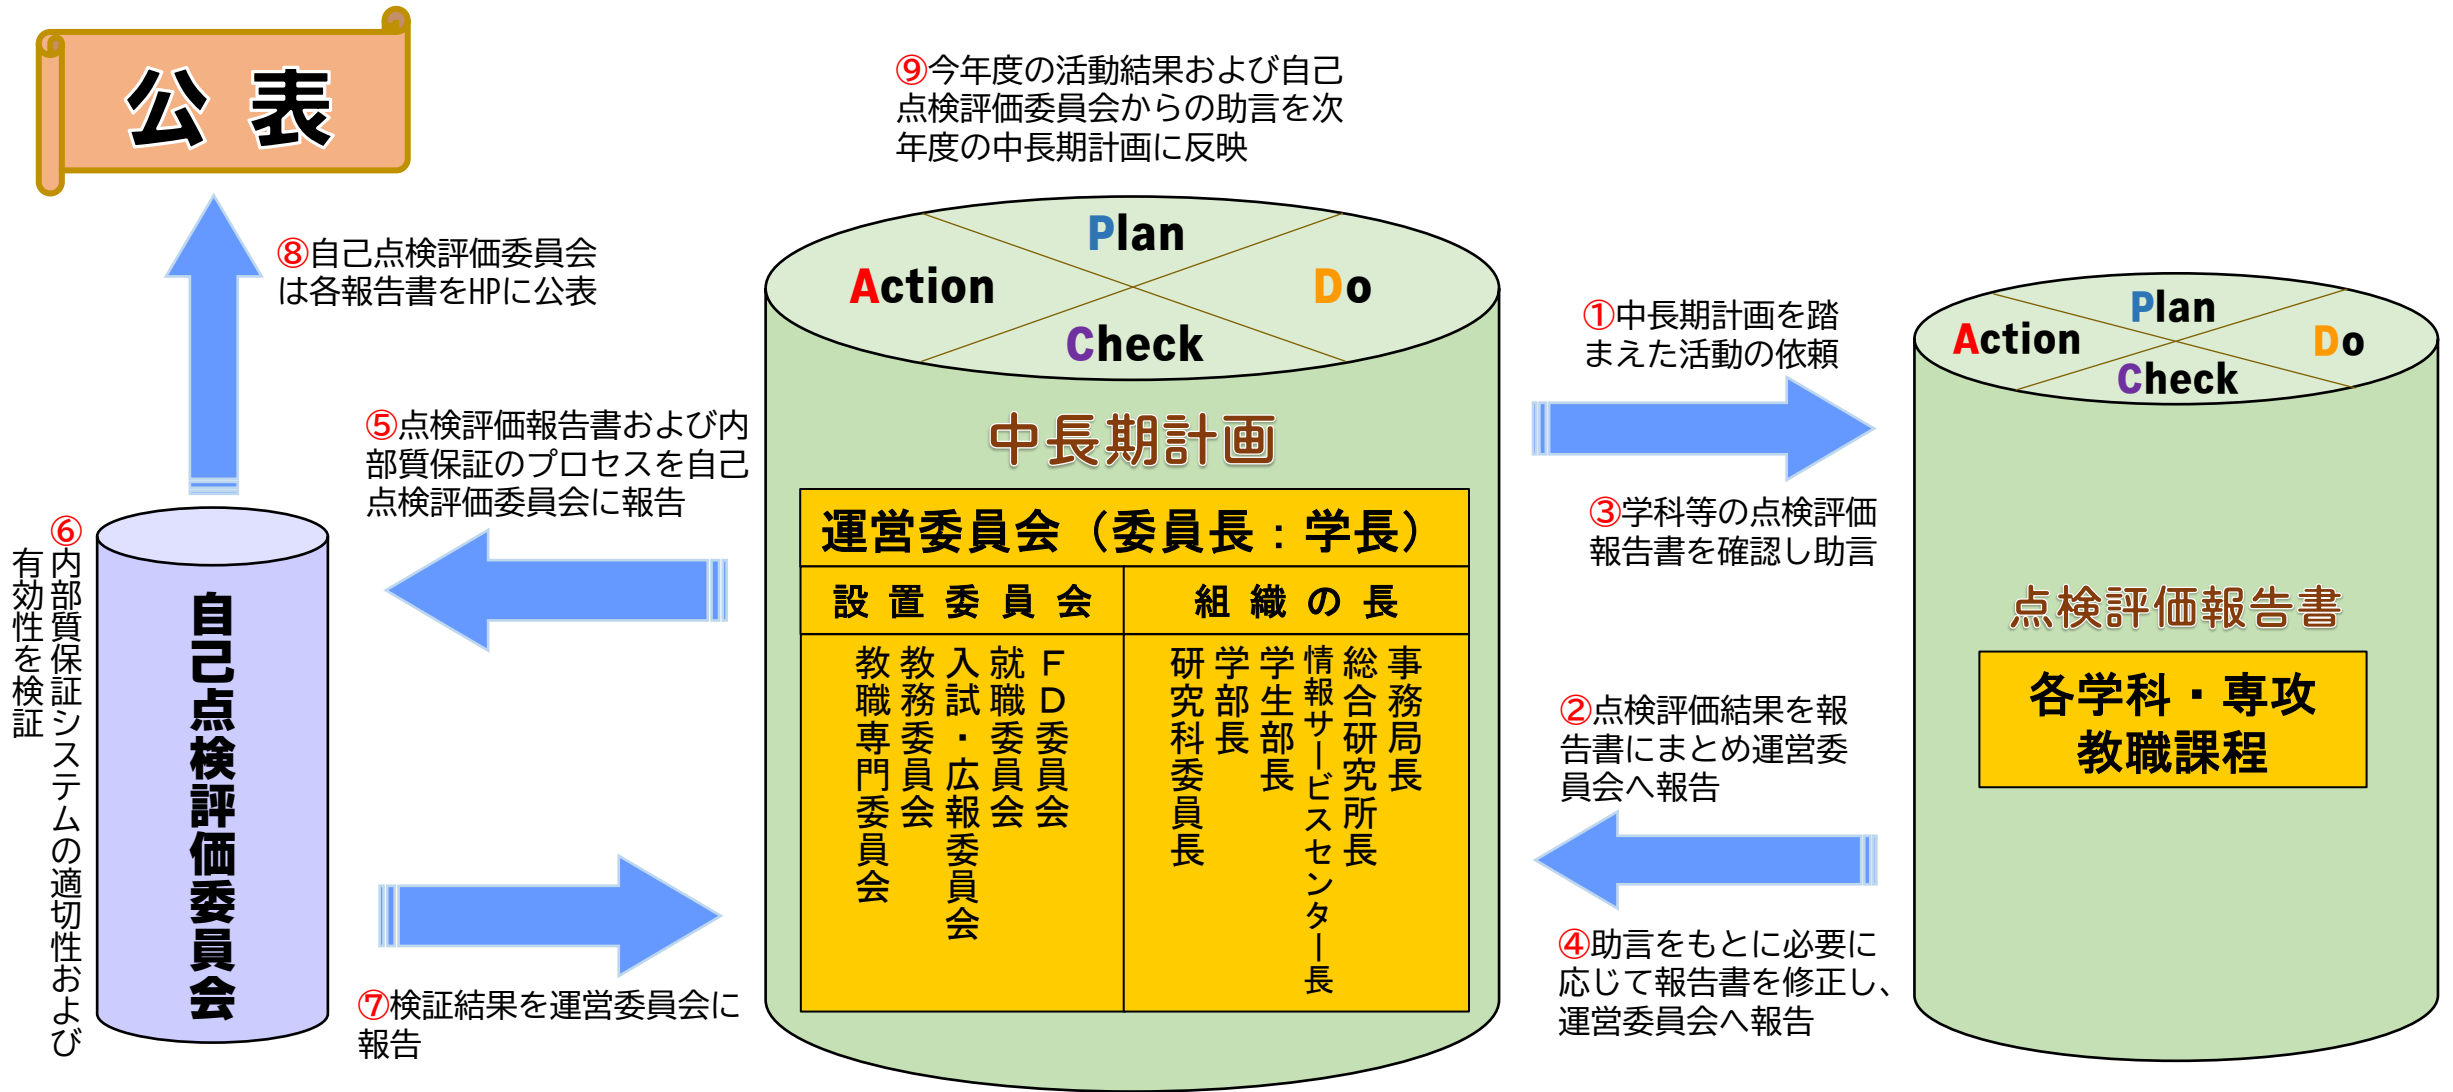 公表
⑨今年度の活動結果および自己
点検評価委員会からの助言を次
年度の中長期計画に反映
⑧自己点検評価委員会
は各報告書をHPに公表
Plan
Action
Do
Check
①中長期計画を踏
まえた活動の依頼
Plan
Action
Do
Check
⑤点検評価報告書および内
部質保証のプロセスを自己
点検評価委員会に報告
中長期計画
運営委員会（委員長：学長）
設置委員会
組織の長
ＦＤ委員会
就職委員会
入試・広報委員会
教務委員会
教職専門委員会
事務局長
総合研究所長
情報サービスセンター長
学生部長
学部長
研究科委員長
③学科等の点検評価
報告書を確認し助言
点検評価報告書
各学科・専攻
教職課程
②点検評価結果を報
告書にまとめ運営委
員会へ報告
④助言をもとに必要に
応じて報告書を修正し、
運営委員会へ報告
⑥内部質保証システムの適切性および
有効性を検証
自己点検評価委員会
⑦検証結果を運営委員会に
報告